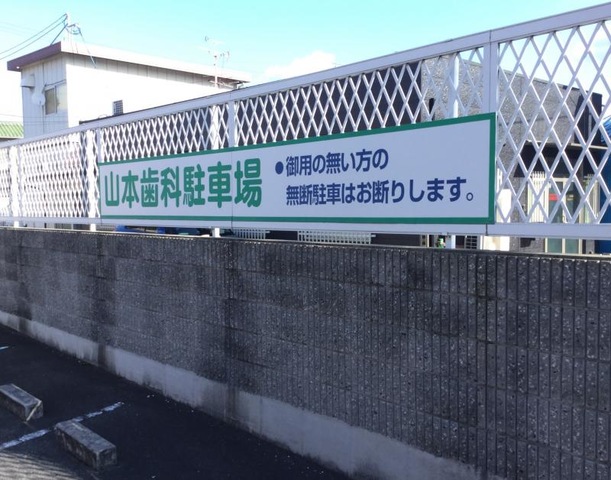 山本歯科駐車場
●御用の無い方の
無断駐車はお断りします。